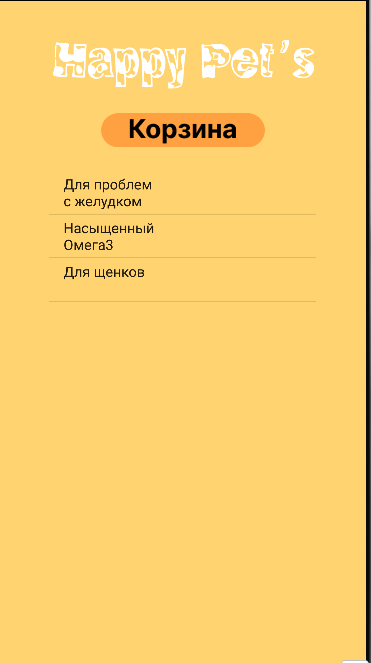 Happy Pet's
Корзина
Для проблем
с желудком
Насыщенный
Омега3
Для щенков